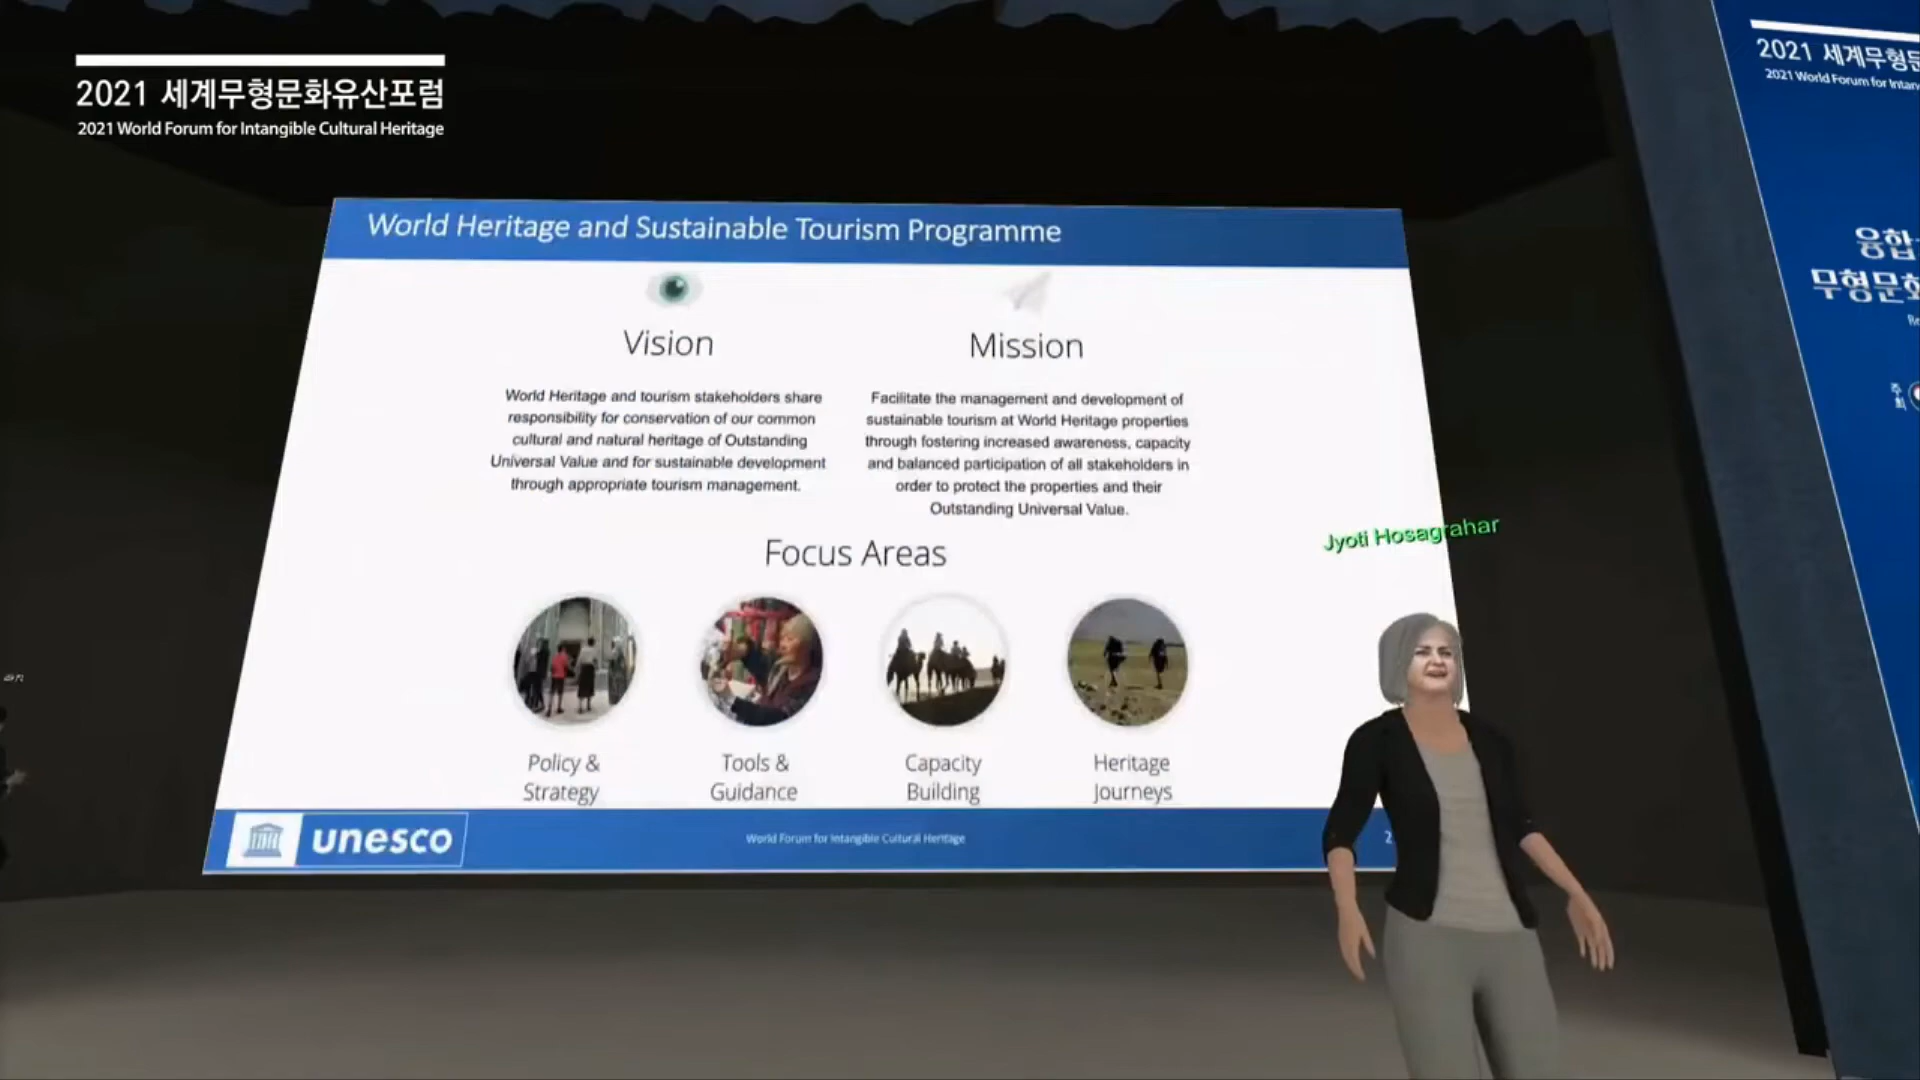 2021 세계무형문화유산포럼
2021 World Forum for Intangible Cultural Heritage
World Heritage and Sustainable Tourism Programme
Vision
World Heritage and tourism stakeholders share
responsibility for conservation of our common
cultural and natural heritage of Outstanding
Universal Value and for sustainable development
through appropriate tourism management.
Mission
Facilitate the management and development of
sustainable tourism at World Heritage properties
through fostering increased awareness, capacity
and balanced participation of all stakeholders in
order to protect the properties and their
Outstanding Universal Value.
Focus Areas
Policy &
Strategy
Tools &
Guidance
Capacity
Building
Heritage
Journeys
unesco
World Forum for Intangible Cultural Heritage
2
Jyoti Hosagrahar
2021 세계무형문
2021 World Forum for Intan
융합
무형문화
Re
주최